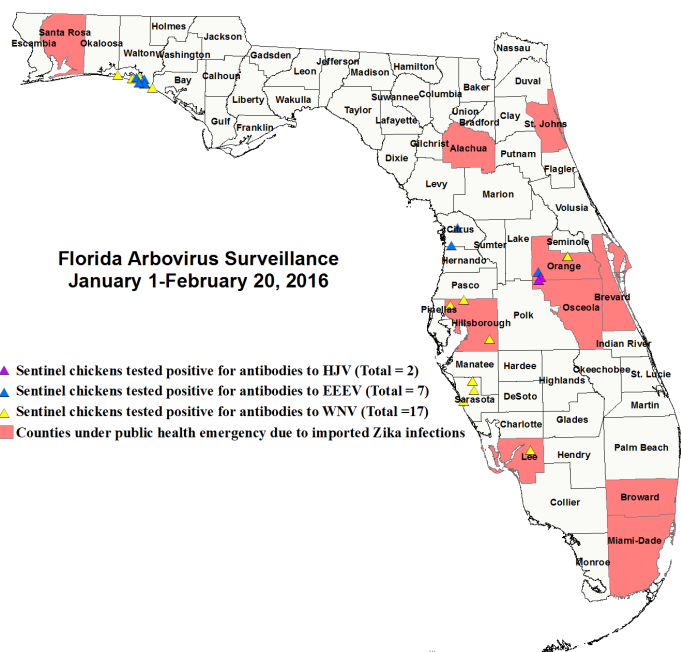 Nassau
Holmes
Santa Rosa
Jackson
Escambia
Okaloosa
Walton
Washington
Gadsden
Jefferson
Hamilton
Leon
Madison
Bay
Calhoun
Duval
Baker
Suwannee
Columbia
Liberty
Wakulla
Taylor
Union
Clay
Gulf
Franklin
Lafayette
Bradford
St. Johns
Gilchrist
Alachua
Putnam
Dixie
Flagler
Levy
Marion
Volusia
Citrus
Lake
Seminole
Sumter
Florida Arbovirus Surveillance
January 1-February 20, 2016
Hernando
Orange
Pasco
Brevard
Osceola
Pinellas
Polk
Hillsborough
Indian River
Manatee
Hardee
Okeechobee
St. Lucie
Highlands
Sentinel chickens tested positive for antibodies to HJV (Total = 2)
Sentinel chickens tested positive for antibodies to EEEV (Total = 7)
Sentinel chickens tested positive for antibodies to WNV (Total =17)
Counties under public health emergency due to imported Zika infections
Sarasota
DeSoto
Martin
Charlotte
Glades
Palm Beach
Lee
Hendry
Broward
Collier
Miami-Dade
Monroe